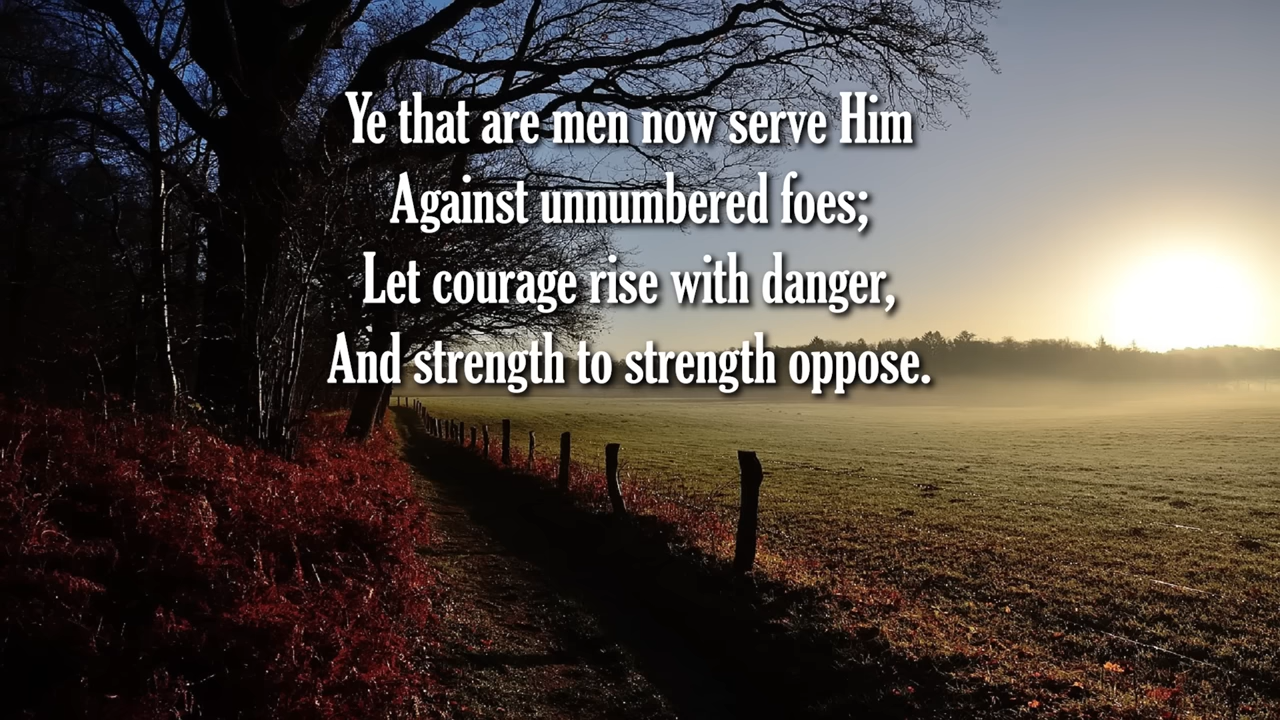 Ye that are men now serve Him
Against unnumbered foes;
Let courage rise with danger,
And strength to strength oppose.